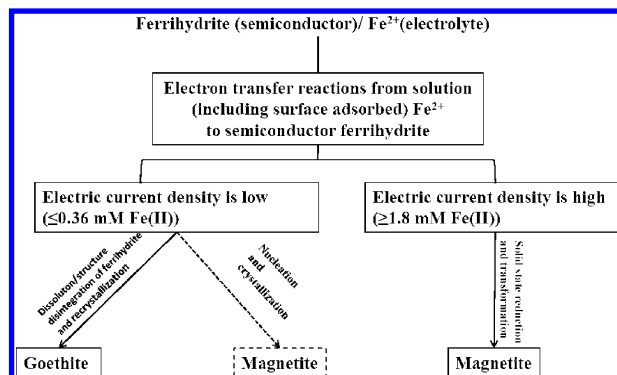 Ferrihydrite (semiconductor)/ Fe²⁺(electrolyte)
Electron transfer reactions from solution
(including surface adsorbed) Fe²⁺
to semiconductor ferrihydrite
Electric current density is low
(≤0.36 mM Fe(II))
Electric current density is high
(≥1.8 mM Fe(II))
Dissoluton/structure
disintegration of ferrihydrite
and recrystallization
Nucleation
and
crystallization
Solid state reduction
and transformation
Goethite
Magnetite
Magnetite